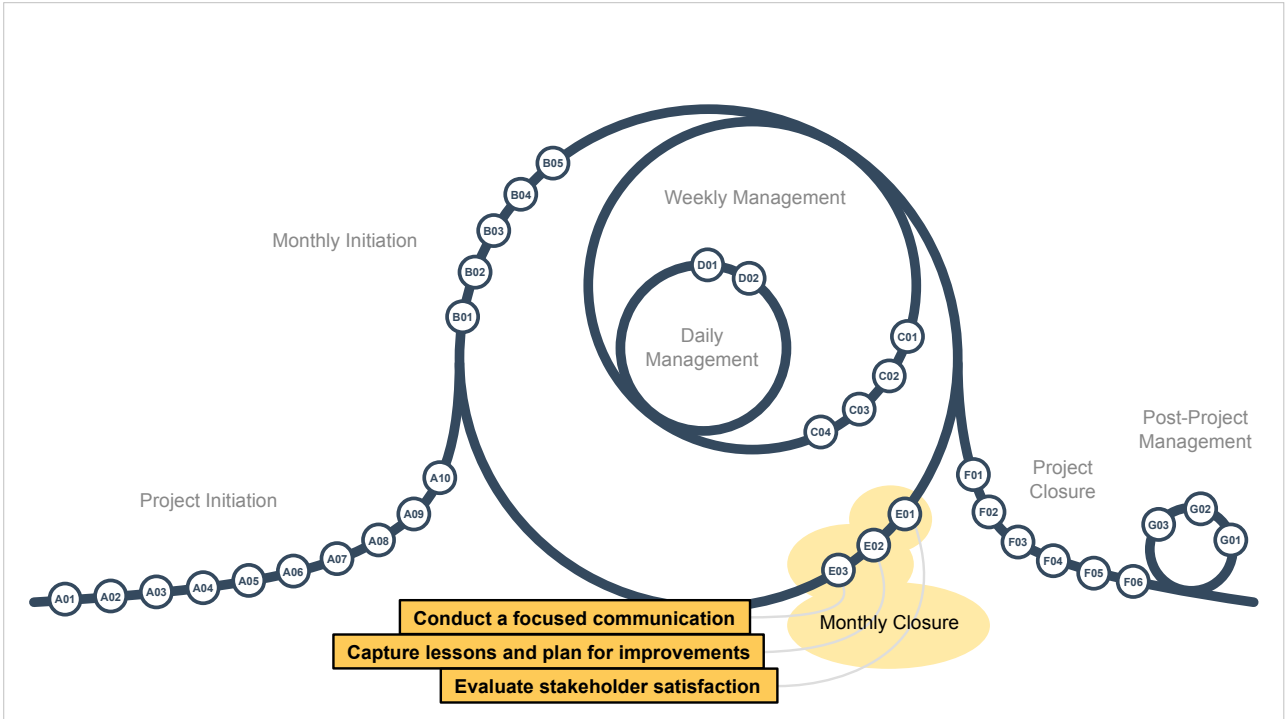 B05
B04
Weekly Management
B03
Monthly Initiation
D01
B02
D02
B01
C01
Daily
Management
C02
C03
Post-Project
Management
C04
Project
Closure
F01
A10
Project Initiation
G02
F02
E01
A09
G03
G01
A08
F03
E02
A07
F04
E03
A06
F05
A05
F06
A04
A03
A02
A01
Conduct a focused communication
Monthly Closure
Capture lessons and plan for improvements
Evaluate stakeholder satisfaction